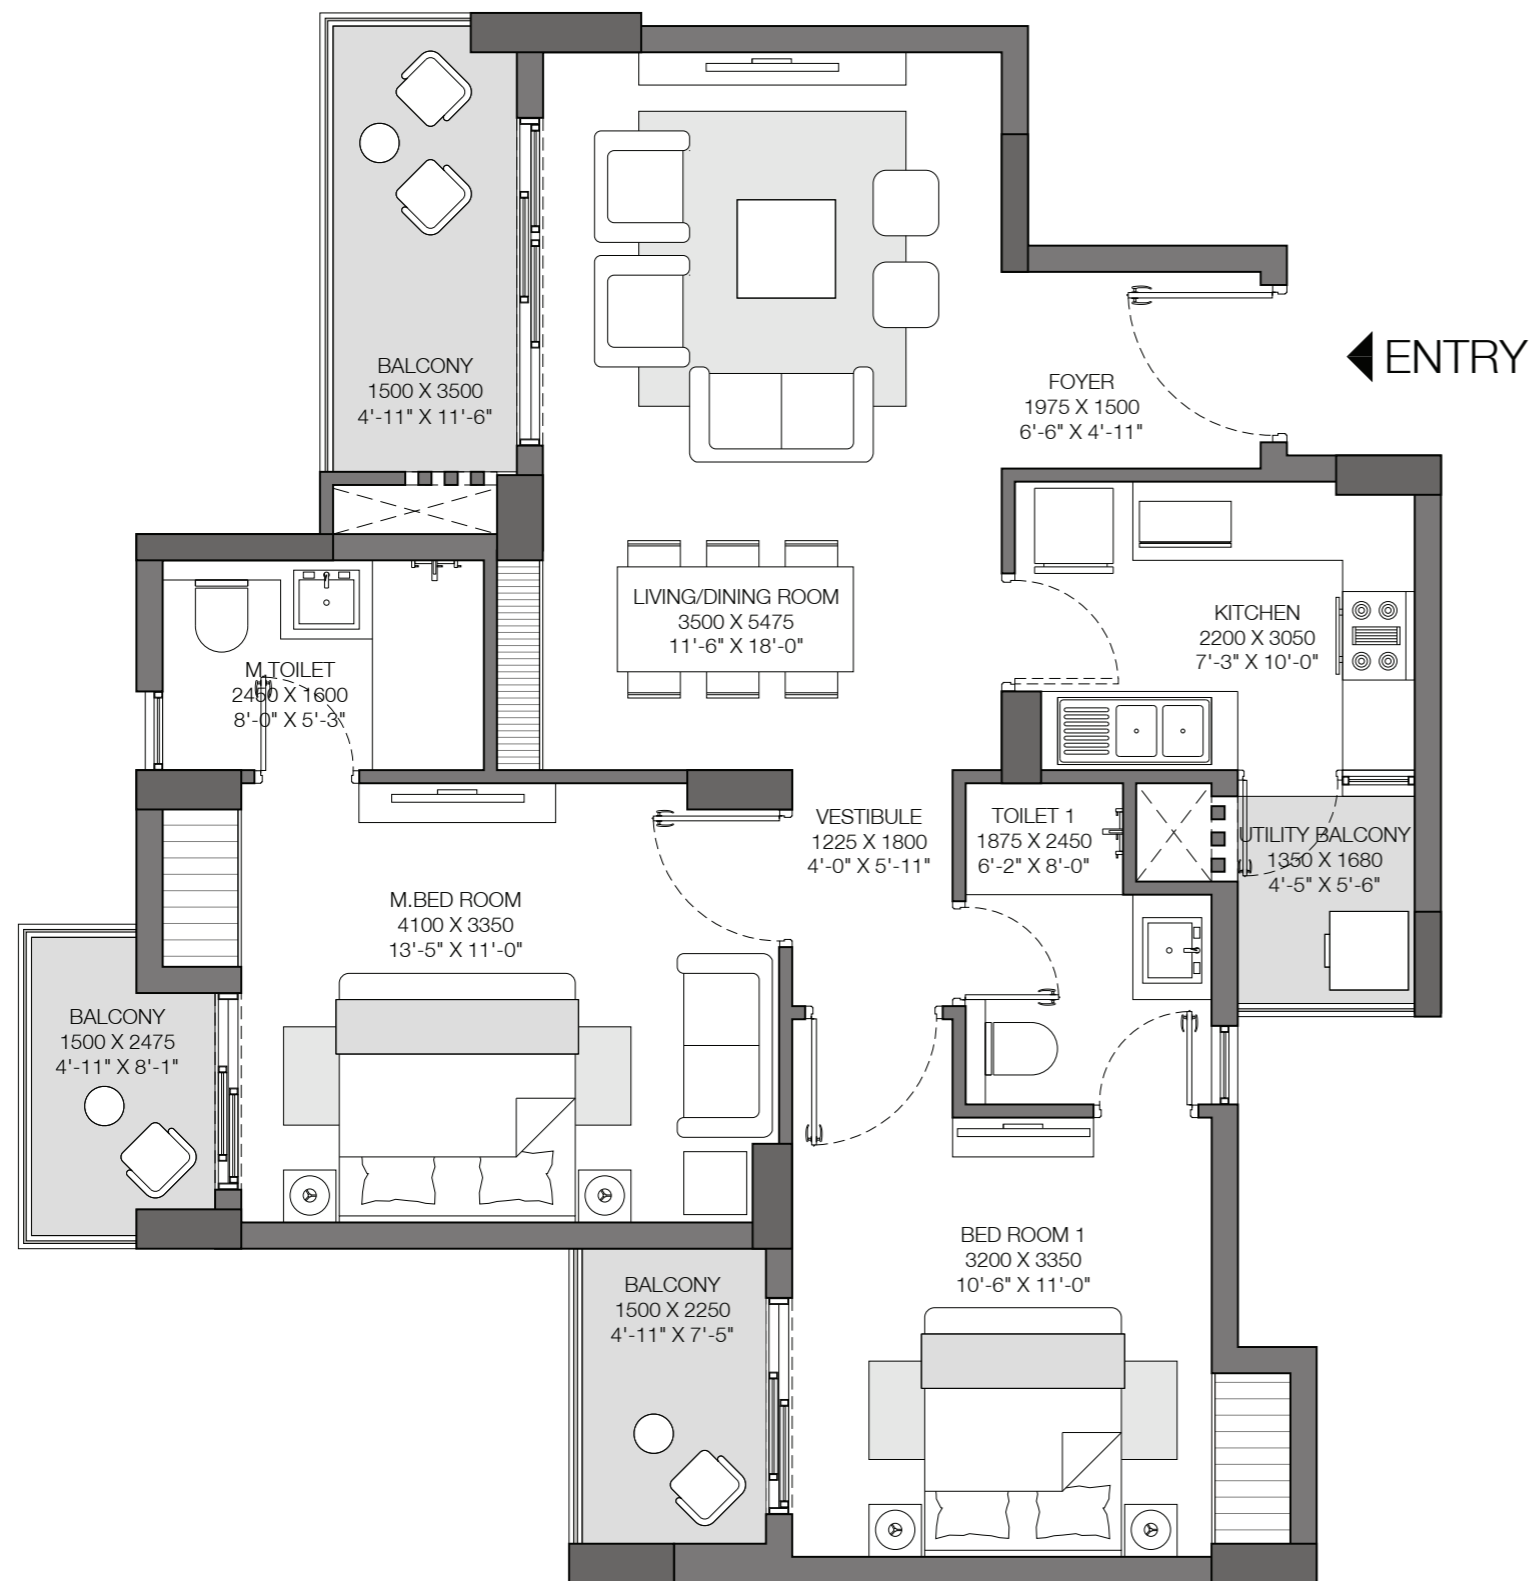 BALCONY
1500 X 3500
4'-11" X 11'-6"
ENTRY
FOYER
1975 X 1500
6'-6" X 4'-11"
LIVING/DINING ROOM
3500 X 5475
11'-6" X 18'-0"
KITCHEN
2200 X 3050
7'-3" X 10'-0"
M.TOILET
2450 X 1600
8'-0" X 5'-3"
VESTIBULE
1225 X 1800
4'-0" X 5'-11"
TOILET 1
1875 X 2450
6'-2" X 8'-0"
UTILITY BALCONY
1350 X 1680
4'-5" X 5'-6"
M.BED ROOM
4100 X 3350
13'-5" X 11'-0"
BALCONY
1500 X 2475
4'-11" X 8'-1"
BED ROOM 1
3200 X 3350
10'-6" X 11'-0"
BALCONY
1500 X 2250
4'-11" X 7'-5"